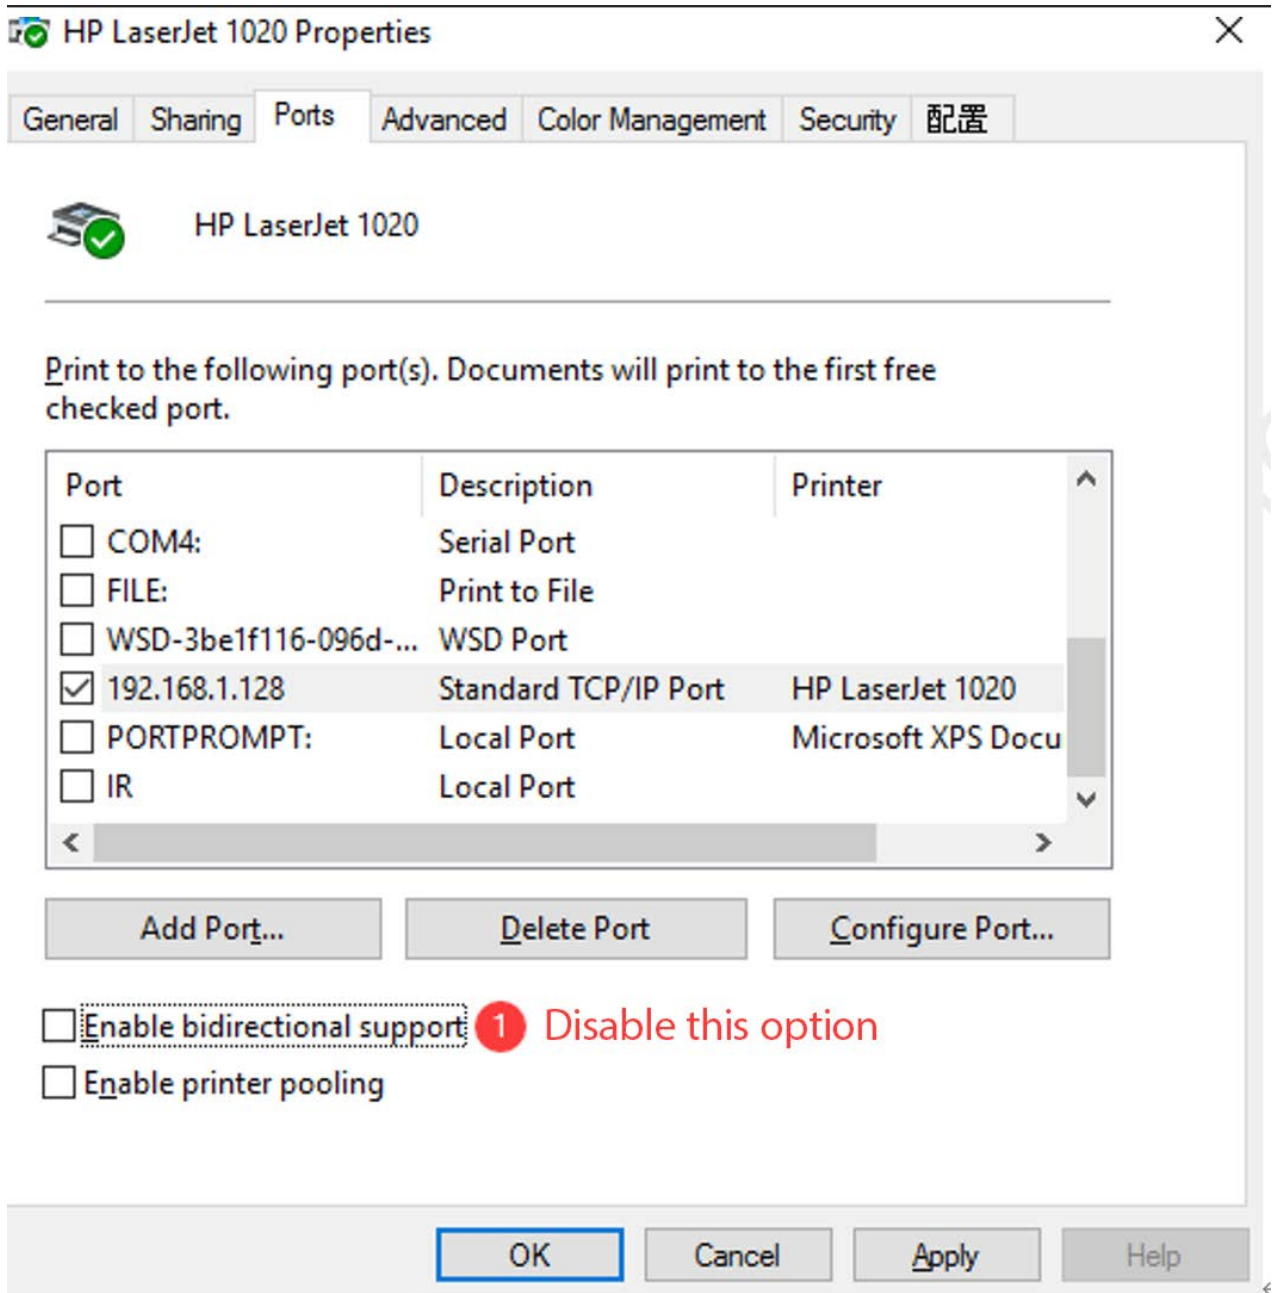 HP LaserJet 1020 Properties
General Sharing Ports Advanced Color Management Security 配置
HP LaserJet 1020
Print to the following port(s). Documents will print to the first free
checked port.
Port Description Printer
COM4: Serial Port
FILE: Print to File
WSD-3be1f116-096d-... WSD Port
192.168.1.128 Standard TCP/IP Port HP LaserJet 1020
PORTPROMPT: Local Port Microsoft XPS Docu
IR Local Port
Add Port... Delete Port Configure Port...
Enable bidirectional support 1 Disable this option
Enable printer pooling
OK Cancel Apply Help